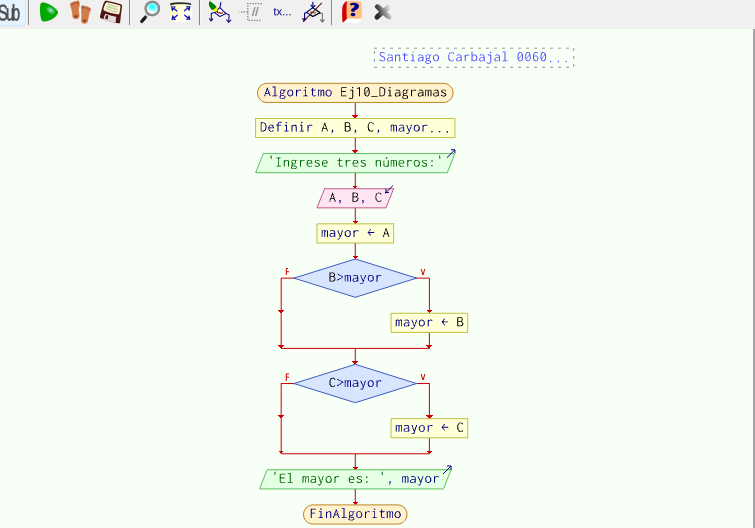 Sub
tx...
?
Santiago Carbajal 0060...
Algoritmo Ej10_Diagramas
Definir A, B, C, mayor...
'Ingrese tres números:'
A, B, C
mayor ← A
F B>mayor V
mayor ← B
F C>mayor V
mayor ← C
'El mayor es: ', mayor
FinAlgoritmo